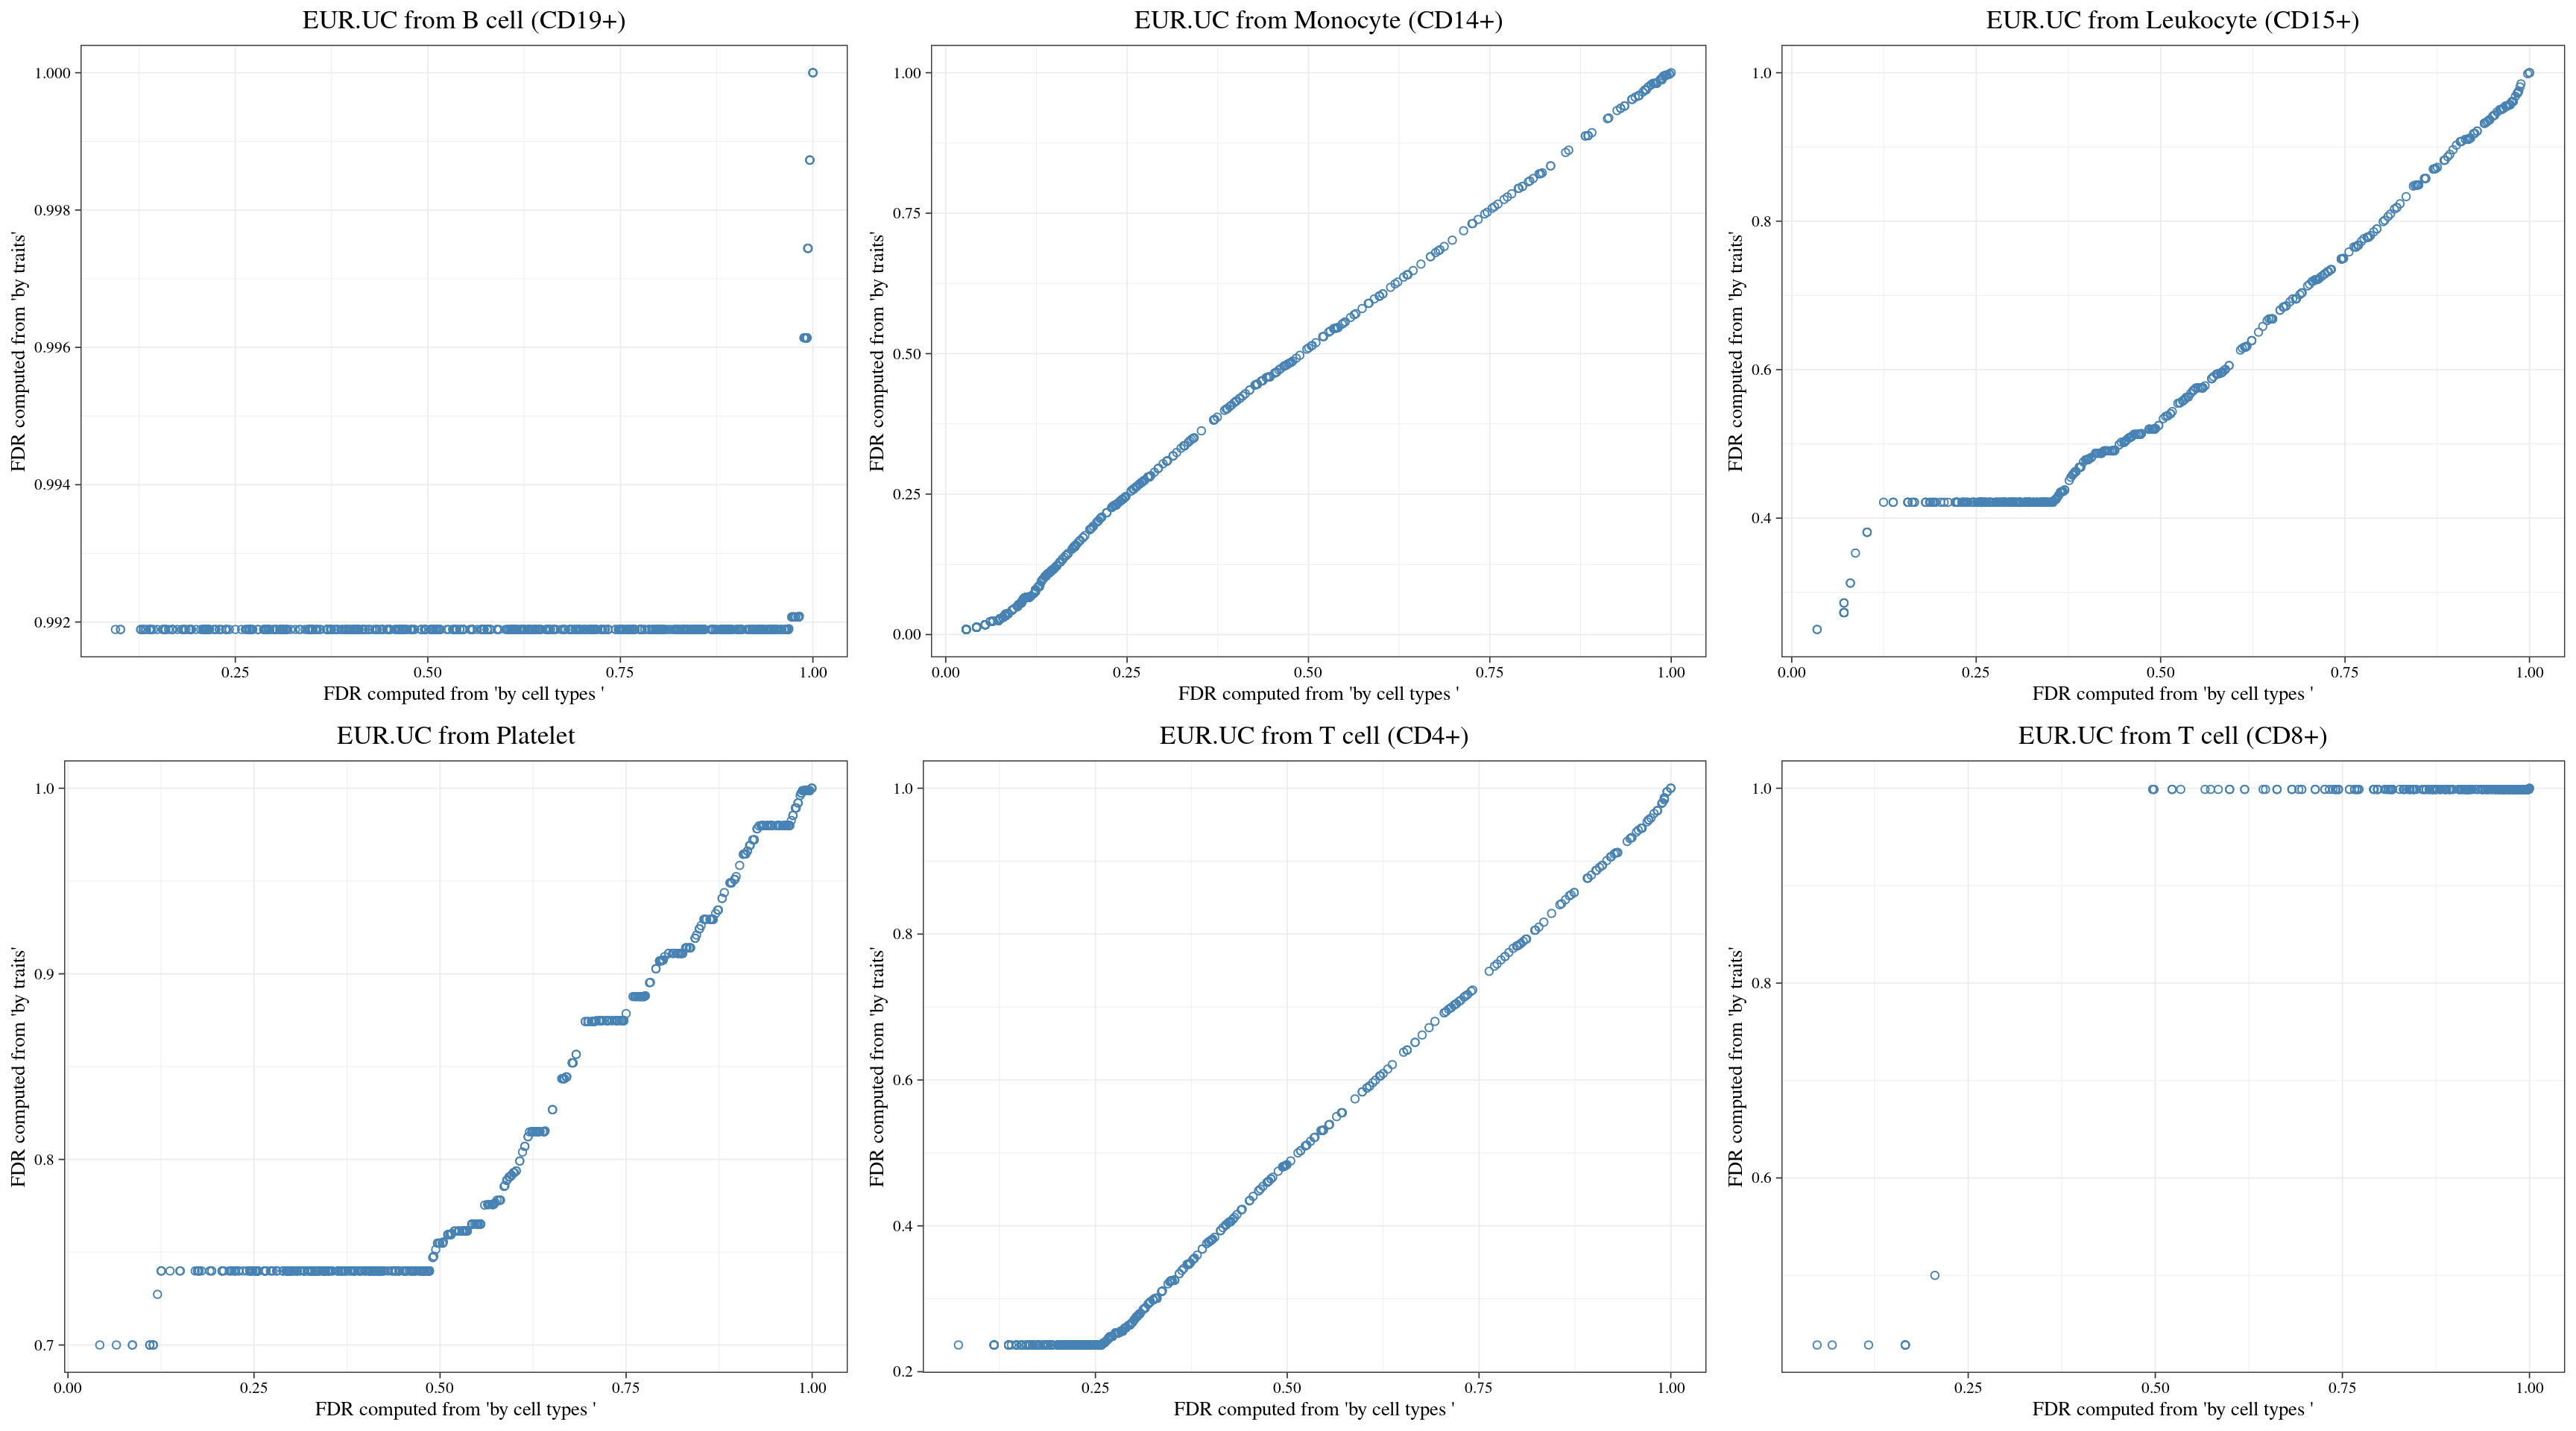 EUR.UC from B cell (CD19+)
FDR computed from 'by traits'
1.000
0.998
0.996
0.994
0.992
0.25 0.50 0.75 1.00
FDR computed from 'by cell types '
EUR.UC from Monocyte (CD14+)
FDR computed from 'by traits'
1.00
0.75
0.50
0.25
0.00
0.00 0.25 0.50 0.75 1.00
FDR computed from 'by cell types '
EUR.UC from Leukocyte (CD15+)
FDR computed from 'by traits'
1.0
0.8
0.6
0.4
0.00 0.25 0.50 0.75 1.00
FDR computed from 'by cell types '
EUR.UC from Platelet
FDR computed from 'by traits'
1.0
0.9
0.8
0.7
0.00 0.25 0.50 0.75 1.00
FDR computed from 'by cell types '
EUR.UC from T cell (CD4+)
FDR computed from 'by traits'
1.0
0.8
0.6
0.4
0.2
0.25 0.50 0.75 1.00
FDR computed from 'by cell types '
EUR.UC from T cell (CD8+)
FDR computed from 'by traits'
1.0
0.8
0.6
0.25 0.50 0.75 1.00
FDR computed from 'by cell types '